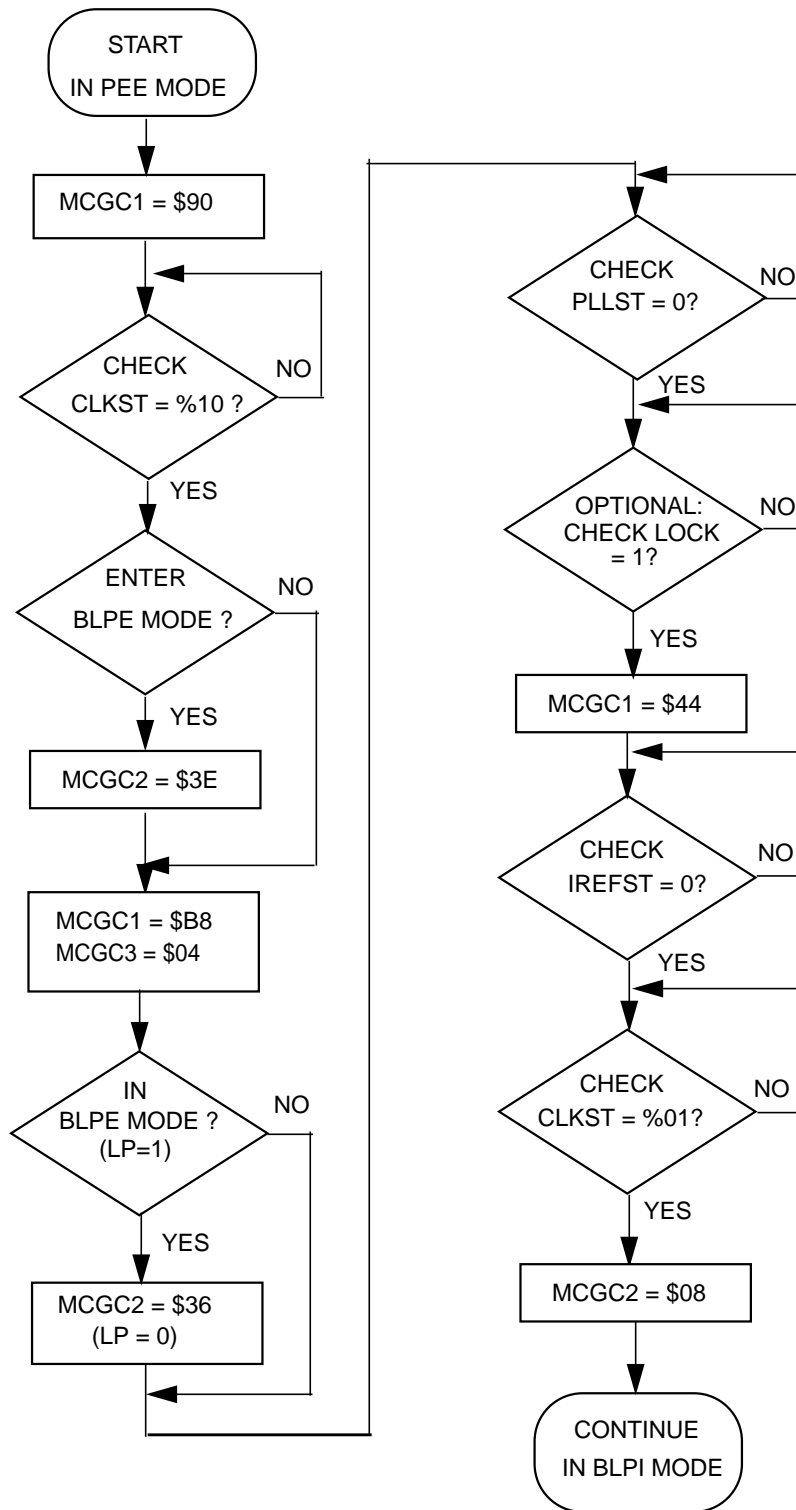 START
IN PEE MODE
MCGC1 = $90
CHECK
CLKST = %10 ?
NO
YES
ENTER
BLPE MODE ?
NO
YES
MCGC2 = $3E
MCGC1 = $B8
MCGC3 = $04
IN
BLPE MODE ?
(LP=1)
NO
YES
MCGC2 = $36
(LP = 0)
CHECK
PLLST = 0?
NO
YES
OPTIONAL:
CHECK LOCK
= 1?
NO
YES
MCGC1 = $44
CHECK
IREFST = 0?
NO
YES
CHECK
CLKST = %01?
NO
YES
MCGC2 = $08
CONTINUE
IN BLPI MODE